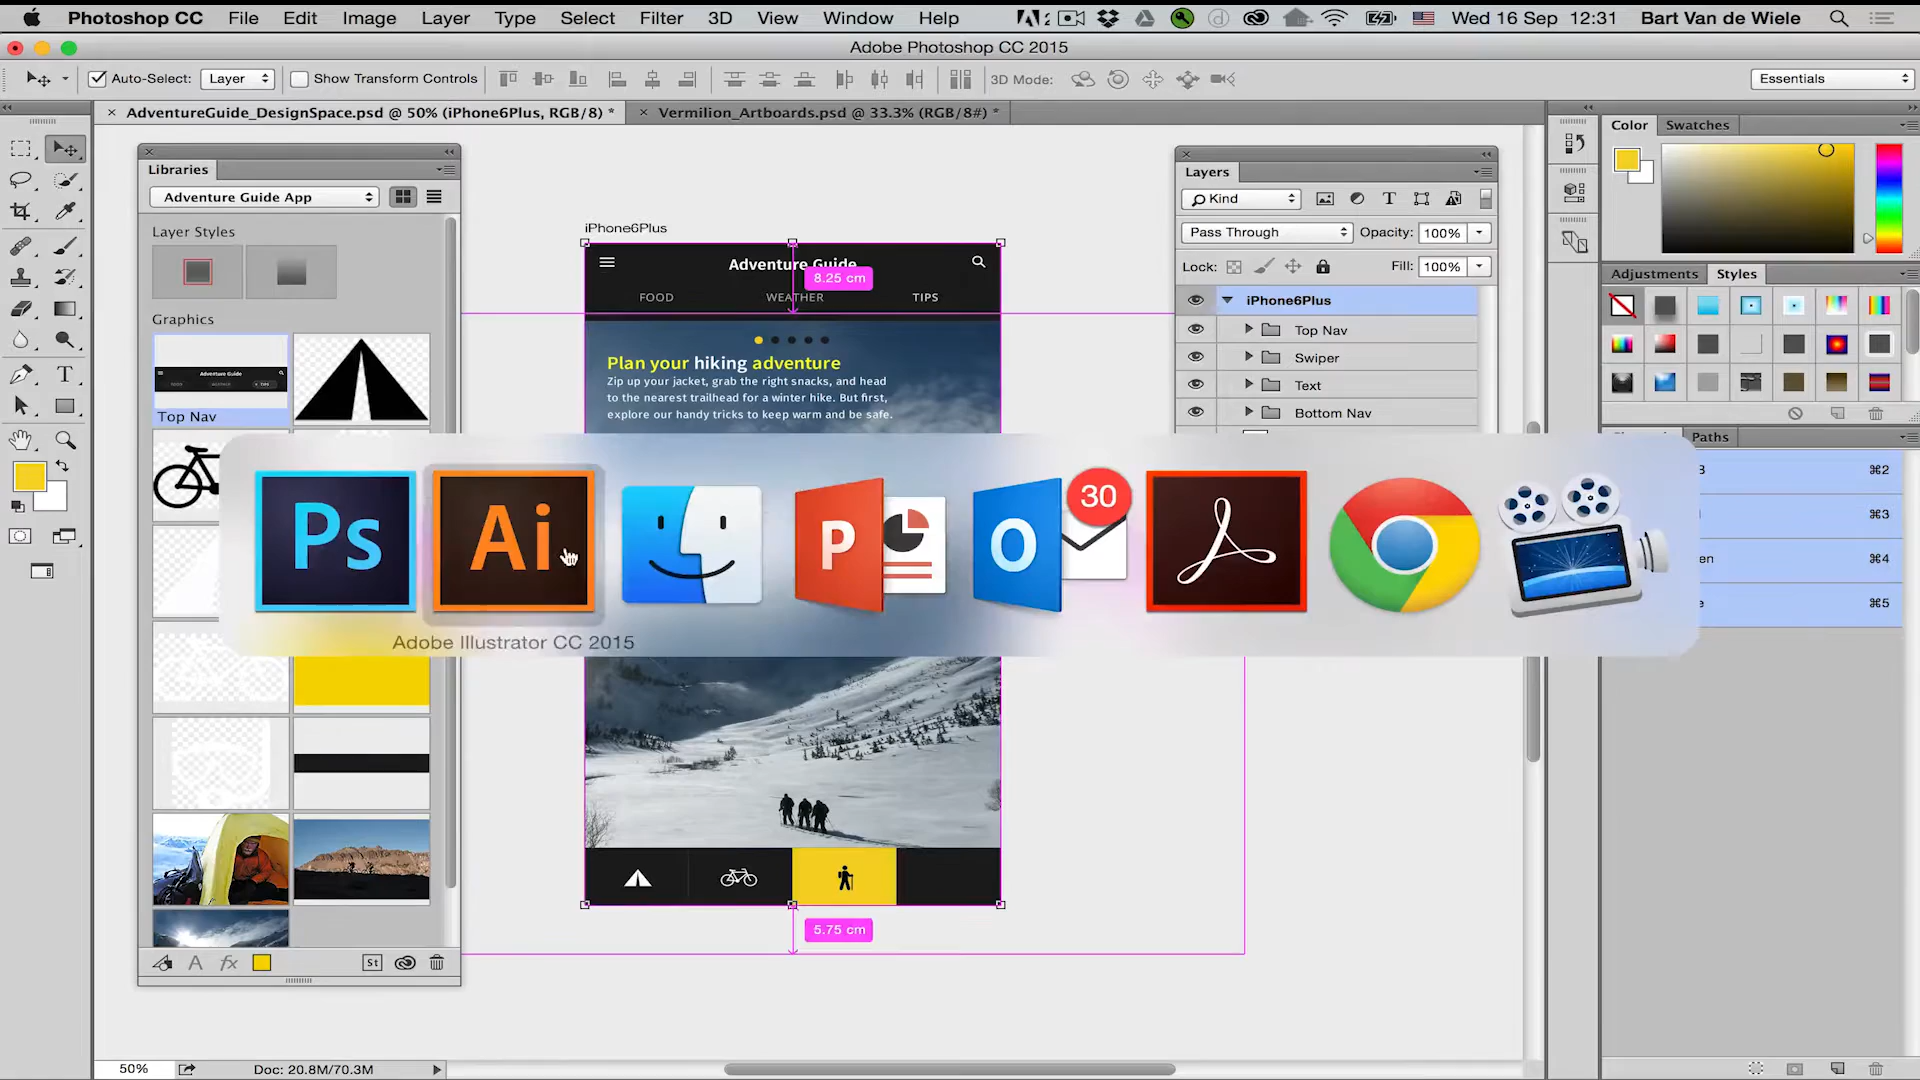 Photoshop CC File Edit Image Layer Type Select Filter 3D View Window Help Wed 16 Sep 12:31 Bart Van de Wiele
Adobe Photoshop CC 2015
Auto-Select: Layer Show Transform Controls 3D Mode: Essentials
AdventureGuide_DesignSpace.psd @ 50% (iPhone6Plus, RGB/8) * Vermilion_Artboards.psd @ 33.3% (RGB/8#) *
Libraries
Adventure Guide App
Layer Styles
Graphics
Adventure Guide
Top Nav
iPhone6Plus
Adventure Guide
8.25 cm
FOOD WEATHER TIPS
Plan your hiking adventure
Zip up your jacket, grab the right snacks, and head
to the nearest trailhead for a winter hike. But first,
explore our handy tricks to keep warm and be safe.
Layers
Kind
Pass Through Opacity: 100%
Lock: Fill: 100%
iPhone6Plus
Top Nav
Swiper
Text
Bottom Nav
Color Swatches
Adjustments Styles
Paths
⌘2
⌘3
⌘4
⌘5
Ps Ai P O 30
Adobe Illustrator CC 2015
5.75 cm
A fx St
50% Doc: 20.8M/70.3M